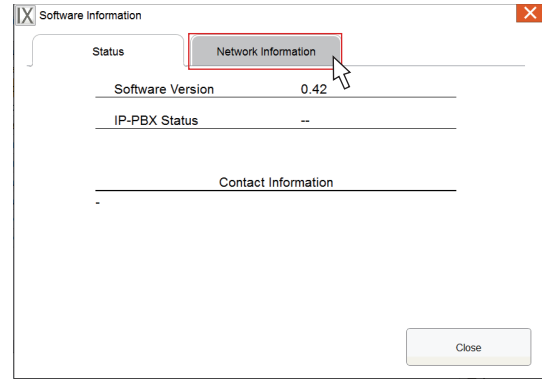 IX Software Information
Status Network Information
Software Version 0.42
IP-PBX Status --
Contact Information
-
Close